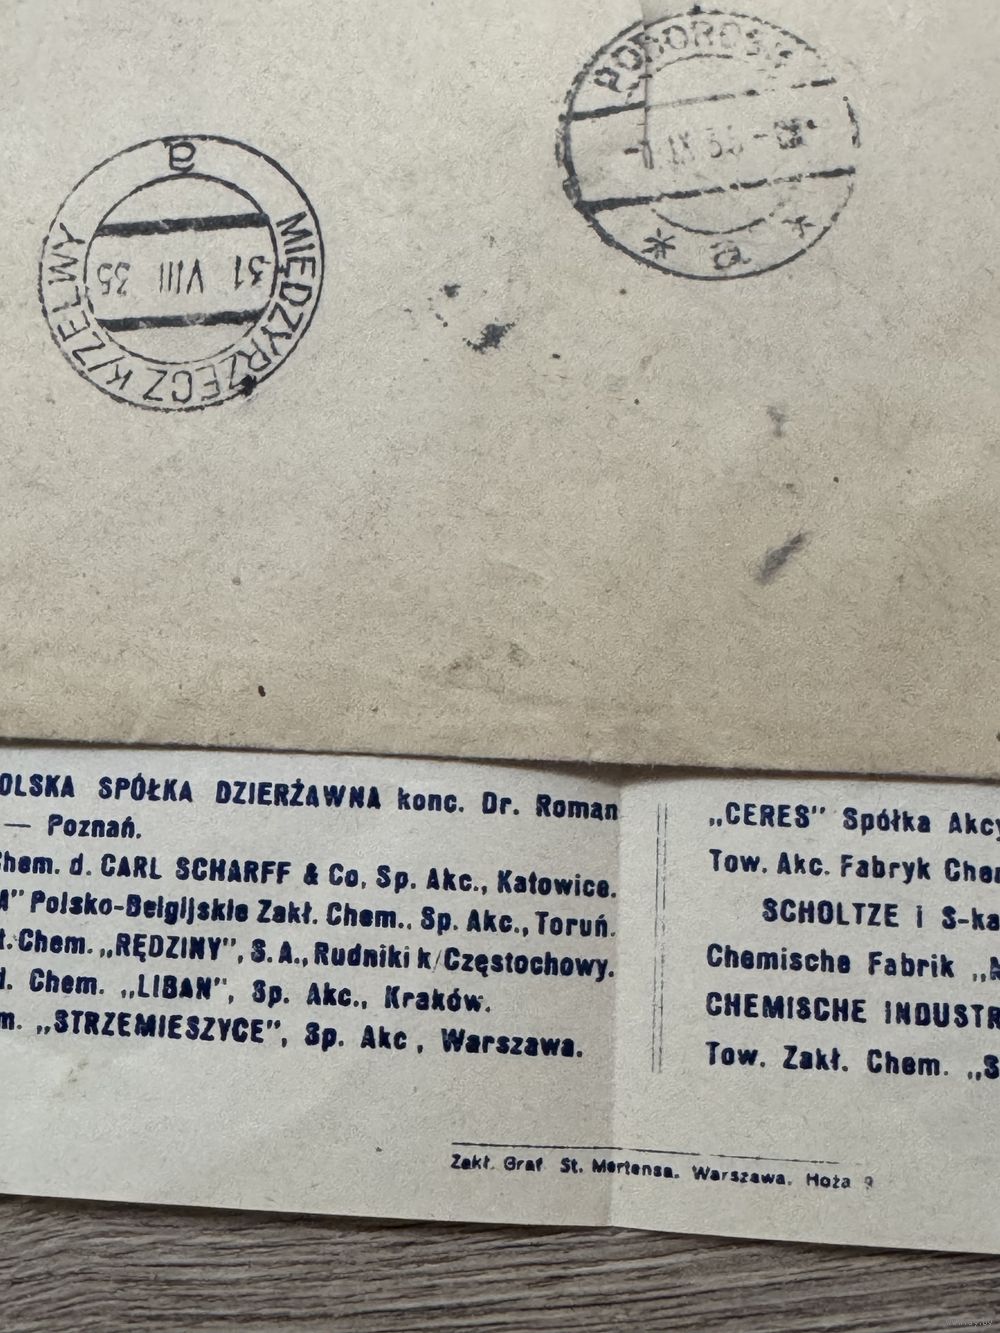 PODOROSK
-1.IX 35-
* a *
a
MIĘDZYRZECZ K/ZELWY
31 VIII 35
OLSKA SPÓŁKA DZIERŻAWNA konc. Dr. Roman
— Poznań.
hem. d. CARL SCHARFF & Co, Sp. Akc., Katowice.
A" Polsko-Belgijskie Zakł. Chem., Sp. Akc., Toruń.
t. Chem. „RĘDZINY", S. A., Rudniki k/Częstochowy.
d. Chem. „LIBAN", Sp. Akc., Kraków.
m. „STRZEMIESZYCE", Sp. Akc , Warszawa.
„CERES" Spółka Akcy
Tow. Akc. Fabryk Chem
SCHOLTZE i S-ka
Chemische Fabrik „
CHEMISCHE INDUSTR
Tow. Zakł. Chem. „S
Zakł. Graf St. Mertensa. Warszawa. Hoża 9